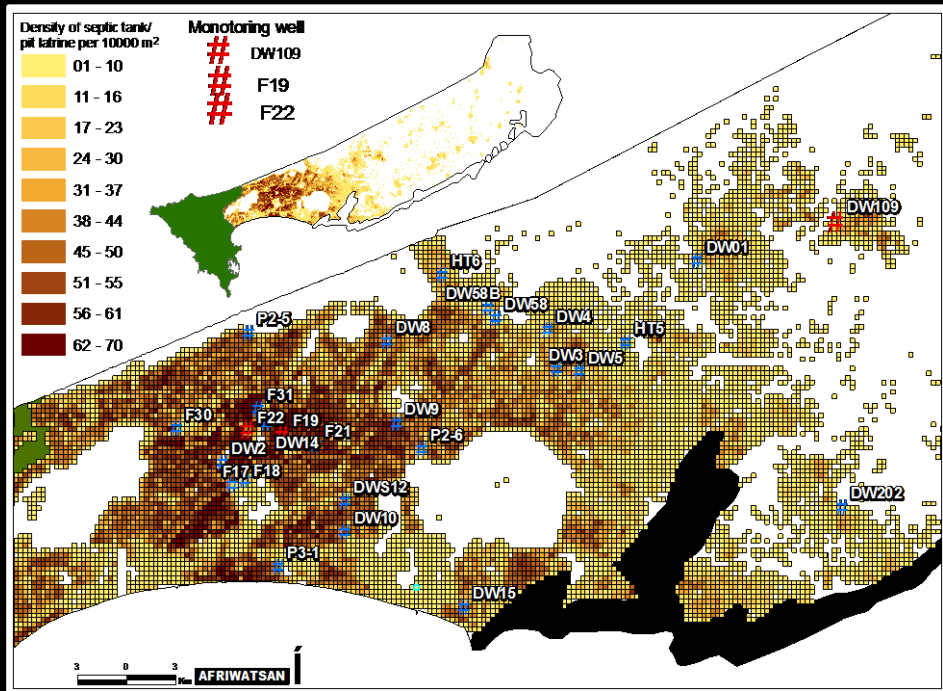 Density of septic tank/
pit latrine per 10000 m²
01 - 10
11 - 16
17 - 23
24 - 30
31 - 37
38 - 44
45 - 50
51 - 55
56 - 61
62 - 70
Monotoring well
# DW109
# F19
# F22
DW109
DW01
HT6
DW58B
DW58
P2-5
DW8
DW4
HT5
DW3
DW5
F31
F30
F22
F19
DW9
F21
DW14
P2-6
DW2
F17
F18
DWS12
DW202
DW10
P3-1
DW15
3 0 3
Km
AFRIWATSAN
Í